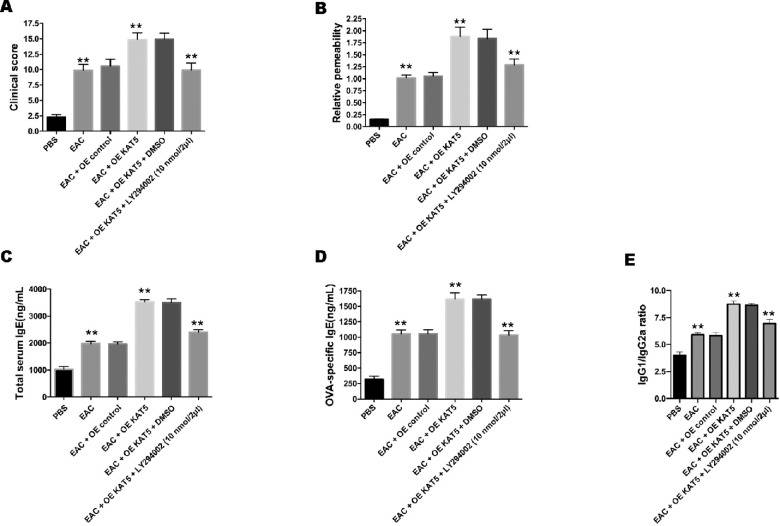 A
Clinical score
17.5
15.0
12.5
10.0
7.5
5.0
2.5
0.0
**
**
**
PBS
EAC
EAC + OE control
EAC + OE KAT5
EAC + OE KAT5 + DMSO
EAC + OE KAT5 + LY294002 (10 nmol/2μl)
B
Relative permeability
2.25
2.00
1.75
1.50
1.25
1.00
0.75
0.50
0.25
0.00
**
**
**
PBS
EAC
EAC + OE control
EAC + OE KAT5
EAC + OE KAT5 + DMSO
EAC + OE KAT5 + LY294002 (10 nmol/2μl)
C
Total serum IgE(ng/mL
4000
3000
2000
1000
**
**
**
PBS
EAC
EAC + OE control
EAC + OE KAT5
EAC + OE KAT5 + DMSO
EAC + OE KAT5 + LY294002 (10 nmol/2μl)
D
OVA-specific IgE(ng/mL)
1750
1500
1250
1000
750
500
250
**
**
**
PBS
EAC
EAC + OE control
EAC + OE KAT5
EAC + OE KAT5 + DMSO
EAC + OE KAT5 + LY294002 (10 nmol/2μl)
E
IgG1/IgG2a ratio
10.0
7.5
5.0
2.5
0.0
**
**
**
PBS
EAC
EAC + OE control
EAC + OE KAT5
EAC + OE KAT5 + DMSO
EAC + OE KAT5 + LY294002 (10 nmol/2μl)